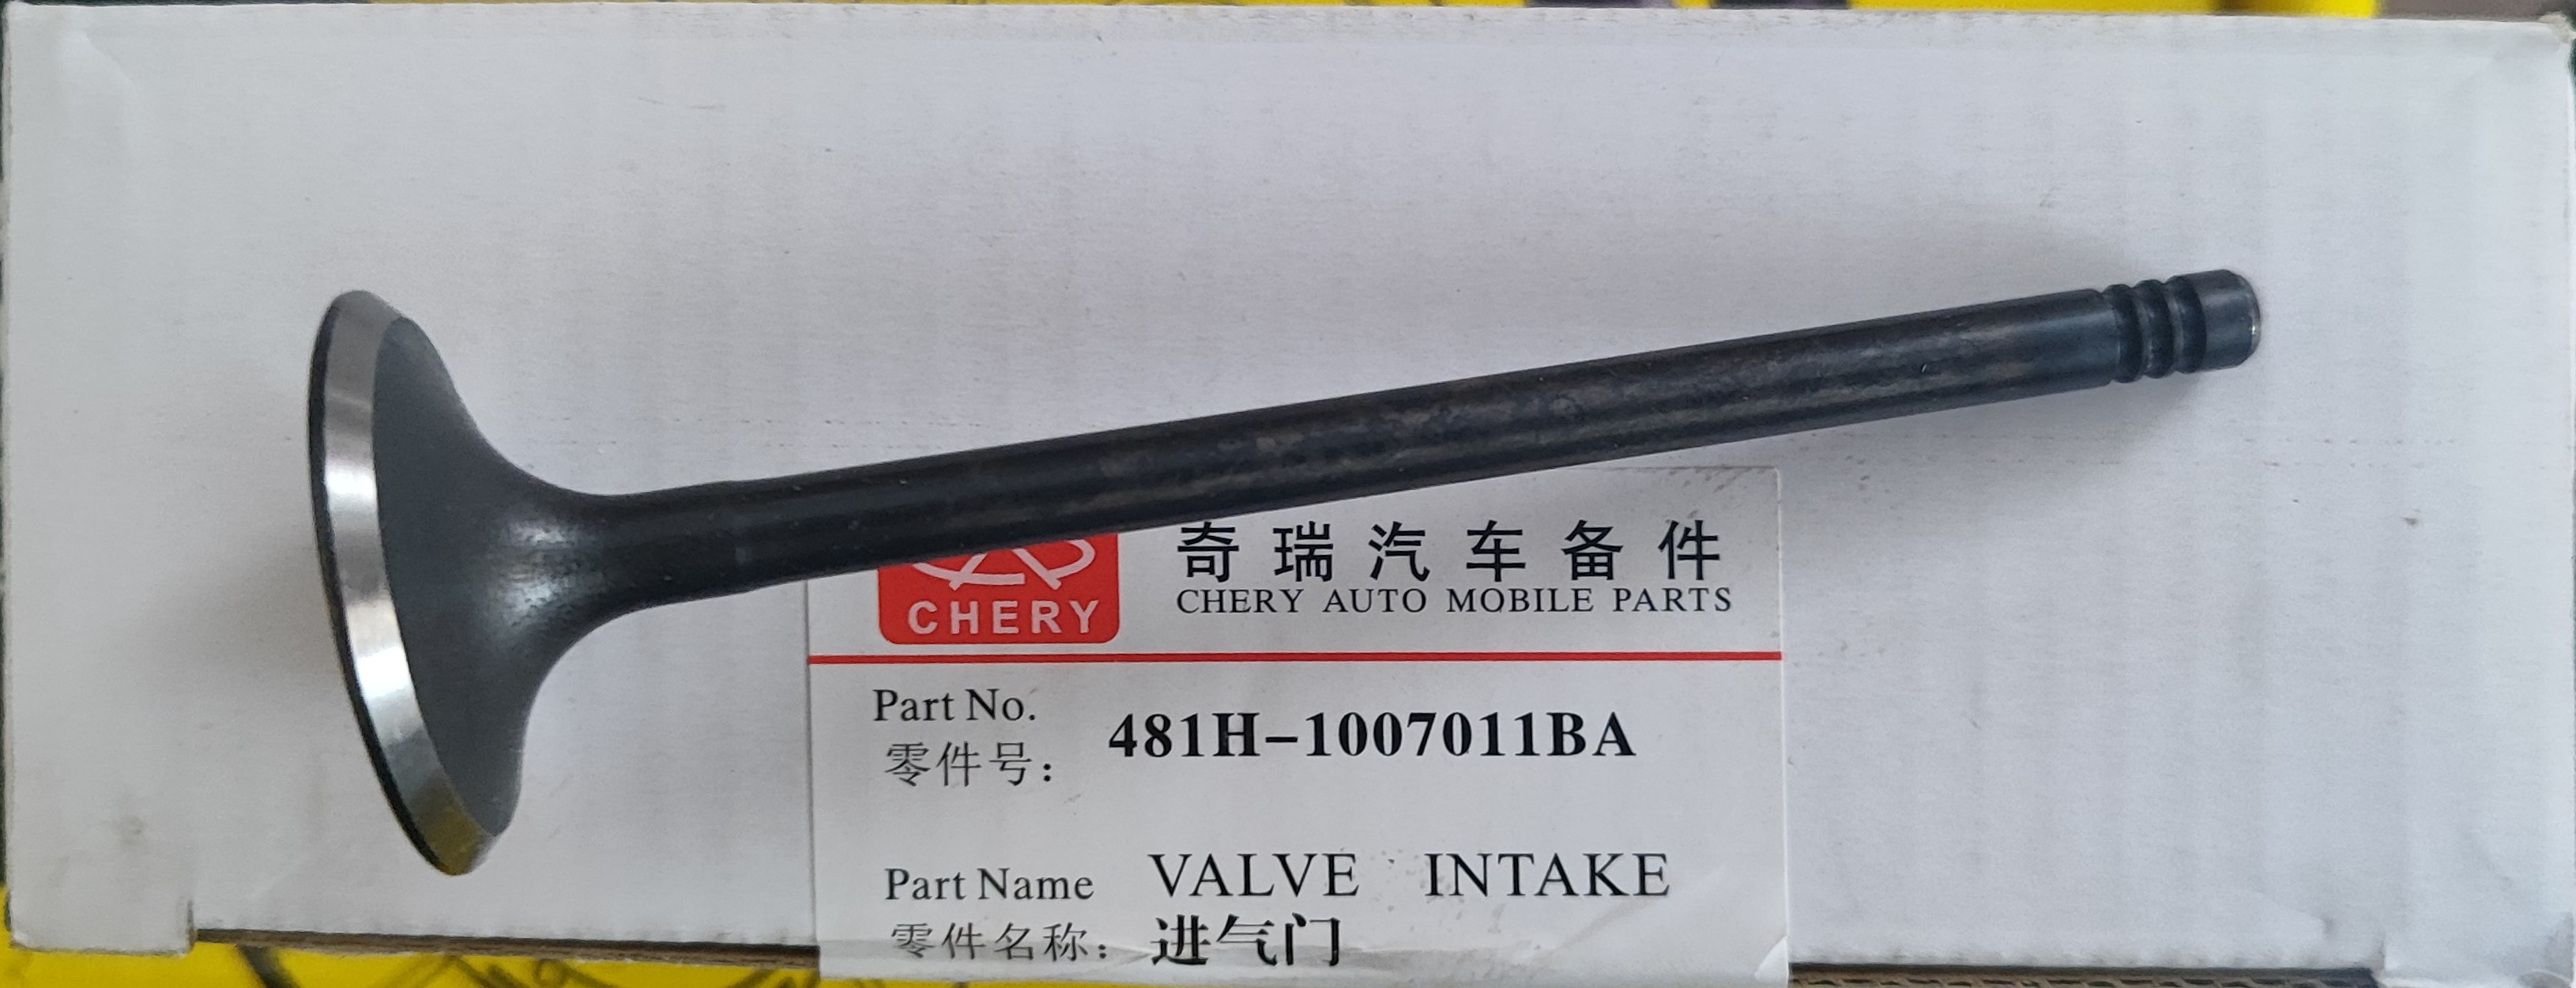 CHERY
奇瑞汽车备件
CHERY AUTO MOBILE PARTS
Part No.
零件号：
481H-1007011BA
Part Name
VALVE INTAKE
零件名称：
进气门